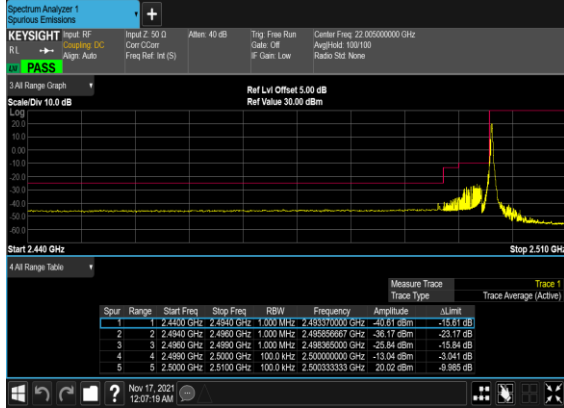 Spectrum Analyzer 1
Spurious Emissions
KEYSIGHT Input: RF Input Z: 50 Ω Atten: 40 dB Trig: Free Run Center Freq: 22.005000000 GHz
RL Coupling: DC Corr CCorr Gate: Off Avg|Hold: 100/100
Align: Auto Freq Ref: Int (S) IF Gain: Low Radio Std: None
PASS
3 All Range Graph Ref Lvl Offset 5.00 dB
Scale/Div 10.0 dB Ref Value 30.00 dBm
Log
20.0
10.0
0.00
-10.0
-20.0
-30.0
-40.0
-50.0
-60.0
Start 2.440 GHz Stop 2.510 GHz
4 All Range Table
Measure Trace Trace 1
Trace Type Trace Average (Active)
Spur Range Start Freq Stop Freq RBW Frequency Amplitude ΔLimit
1 1 2.4400 GHz 2.4940 GHz 1.000 MHz 2.493370000 GHz -40.61 dBm -15.61 dB
2 2 2.4940 GHz 2.4960 GHz 1.000 MHz 2.495856667 GHz -36.17 dBm -23.17 dB
3 3 2.4960 GHz 2.4990 GHz 1.000 MHz 2.498365000 GHz -25.84 dBm -15.84 dB
4 4 2.4990 GHz 2.5000 GHz 100.0 kHz 2.500000000 GHz -13.04 dBm -3.041 dB
5 5 2.5000 GHz 2.5100 GHz 100.0 kHz 2.500333333 GHz 20.02 dBm -9.985 dB
Nov 17, 2021
12:07:19 AM